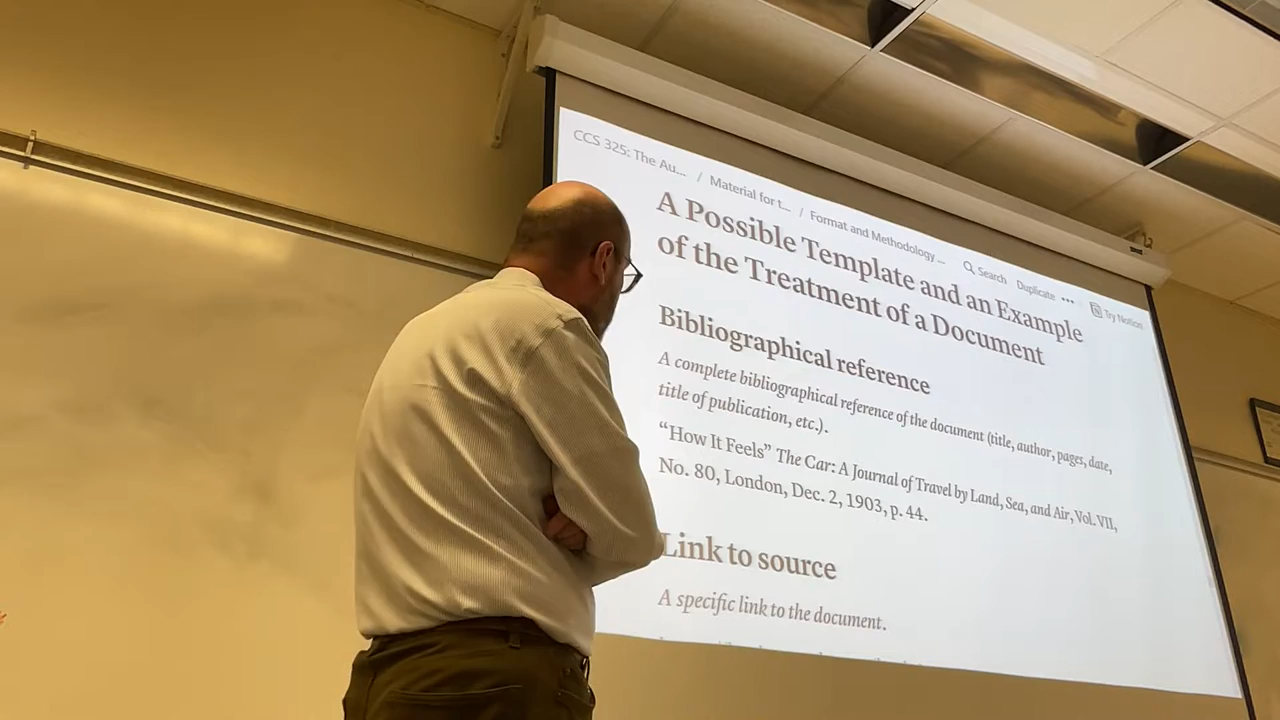 CCS 325: The Au... / Material for t... / Format and Methodology ... Search Duplicate ••• Try Notion
A Possible Template and an Example
of the Treatment of a Document
Bibliographical reference
A complete bibliographical reference of the document (title, author, pages, date,
title of publication, etc.).
“How It Feels” The Car: A Journal of Travel by Land, Sea, and Air, Vol. VII,
No. 80, London, Dec. 2, 1903, p. 44.
Link to source
A specific link to the document.